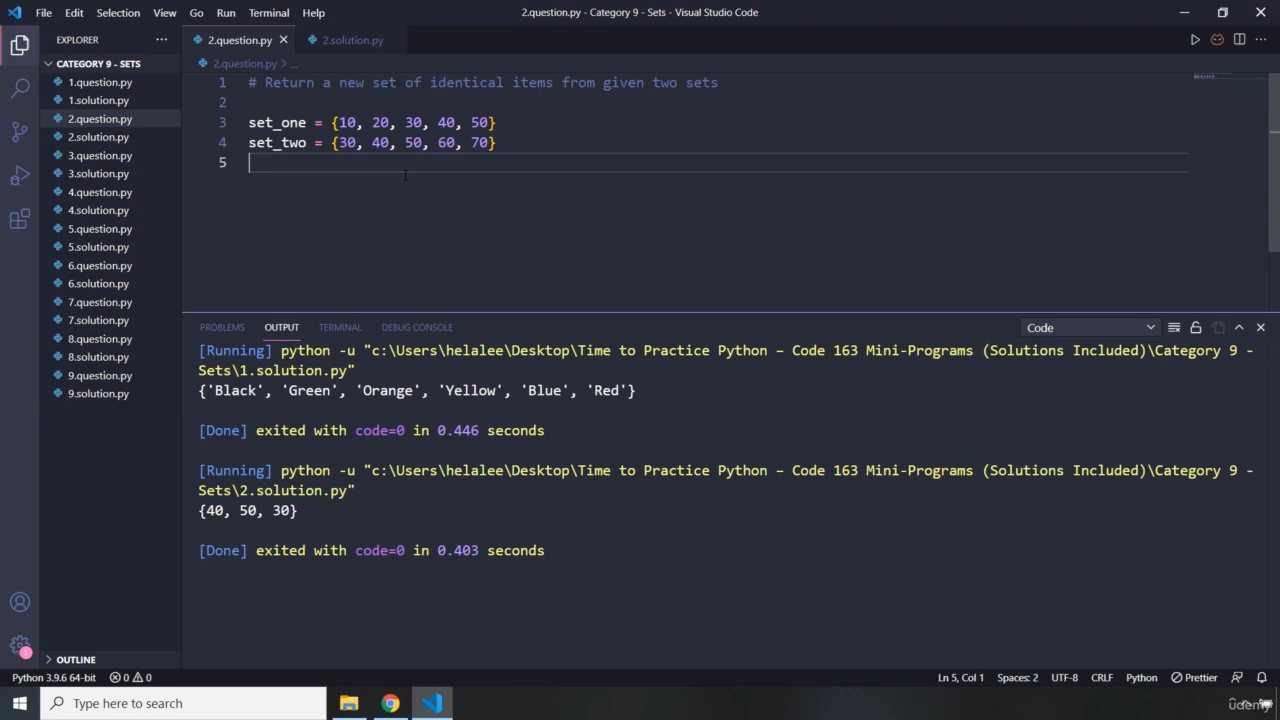 File Edit Selection View Go Run Terminal Help
2.question.py - Category 9 - Sets - Visual Studio Code
EXPLORER
CATEGORY 9 - SETS
1.question.py
1.solution.py
2.question.py
2.solution.py
3.question.py
3.solution.py
4.question.py
4.solution.py
5.question.py
5.solution.py
6.question.py
6.solution.py
7.question.py
7.solution.py
8.question.py
8.solution.py
9.question.py
9.solution.py
OUTLINE
2.question.py
2.solution.py
2.question.py > ...
1 # Return a new set of identical items from given two sets
2
3 set_one = {10, 20, 30, 40, 50}
4 set_two = {30, 40, 50, 60, 70}
5
PROBLEMS OUTPUT TERMINAL DEBUG CONSOLE
Code
[Running] python -u "c:\Users\helalee\Desktop\Time to Practice Python – Code 163 Mini-Programs (Solutions Included)\Category 9 -
Sets\1.solution.py"
{'Black', 'Green', 'Orange', 'Yellow', 'Blue', 'Red'}
[Done] exited with code=0 in 0.446 seconds
[Running] python -u "c:\Users\helalee\Desktop\Time to Practice Python – Code 163 Mini-Programs (Solutions Included)\Category 9 -
Sets\2.solution.py"
{40, 50, 30}
[Done] exited with code=0 in 0.403 seconds
1
Python 3.9.6 64-bit 0 0
Ln 5, Col 1 Spaces: 2 UTF-8 CRLF Python Prettier
Type here to search
Udemy